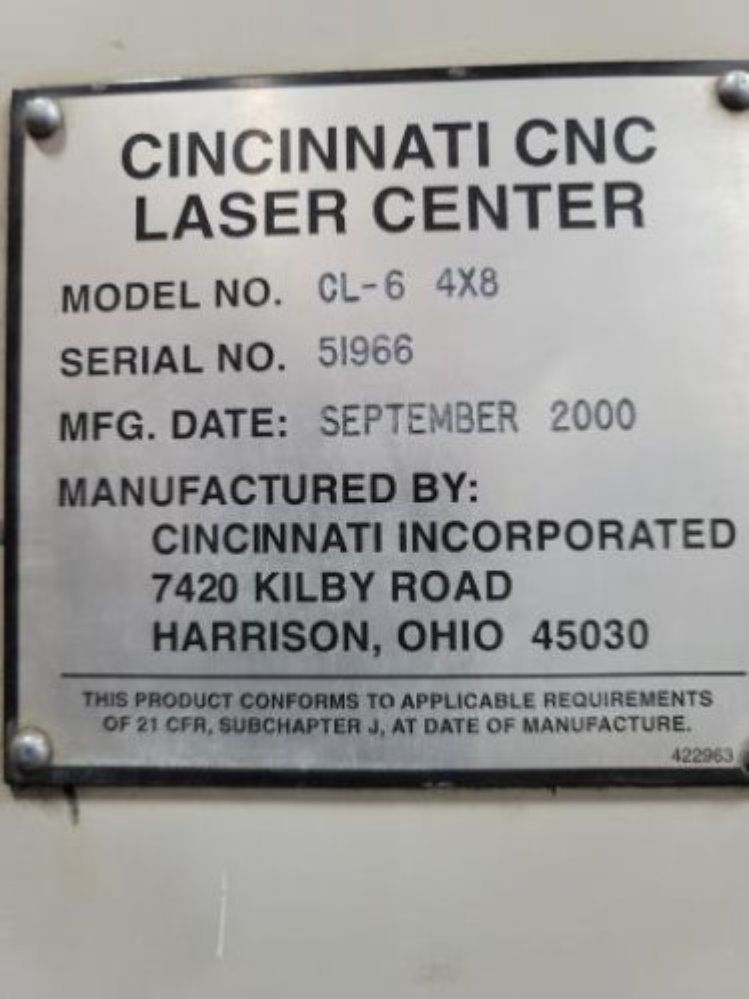 CINCINNATI CNC
LASER CENTER
MODEL NO. CL-6 4X8
SERIAL NO. 51966
MFG. DATE: SEPTEMBER 2000
MANUFACTURED BY:
CINCINNATI INCORPORATED
7420 KILBY ROAD
HARRISON, OHIO 45030
THIS PRODUCT CONFORMS TO APPLICABLE REQUIREMENTS
OF 21 CFR, SUBCHAPTER J, AT DATE OF MANUFACTURE.
422963